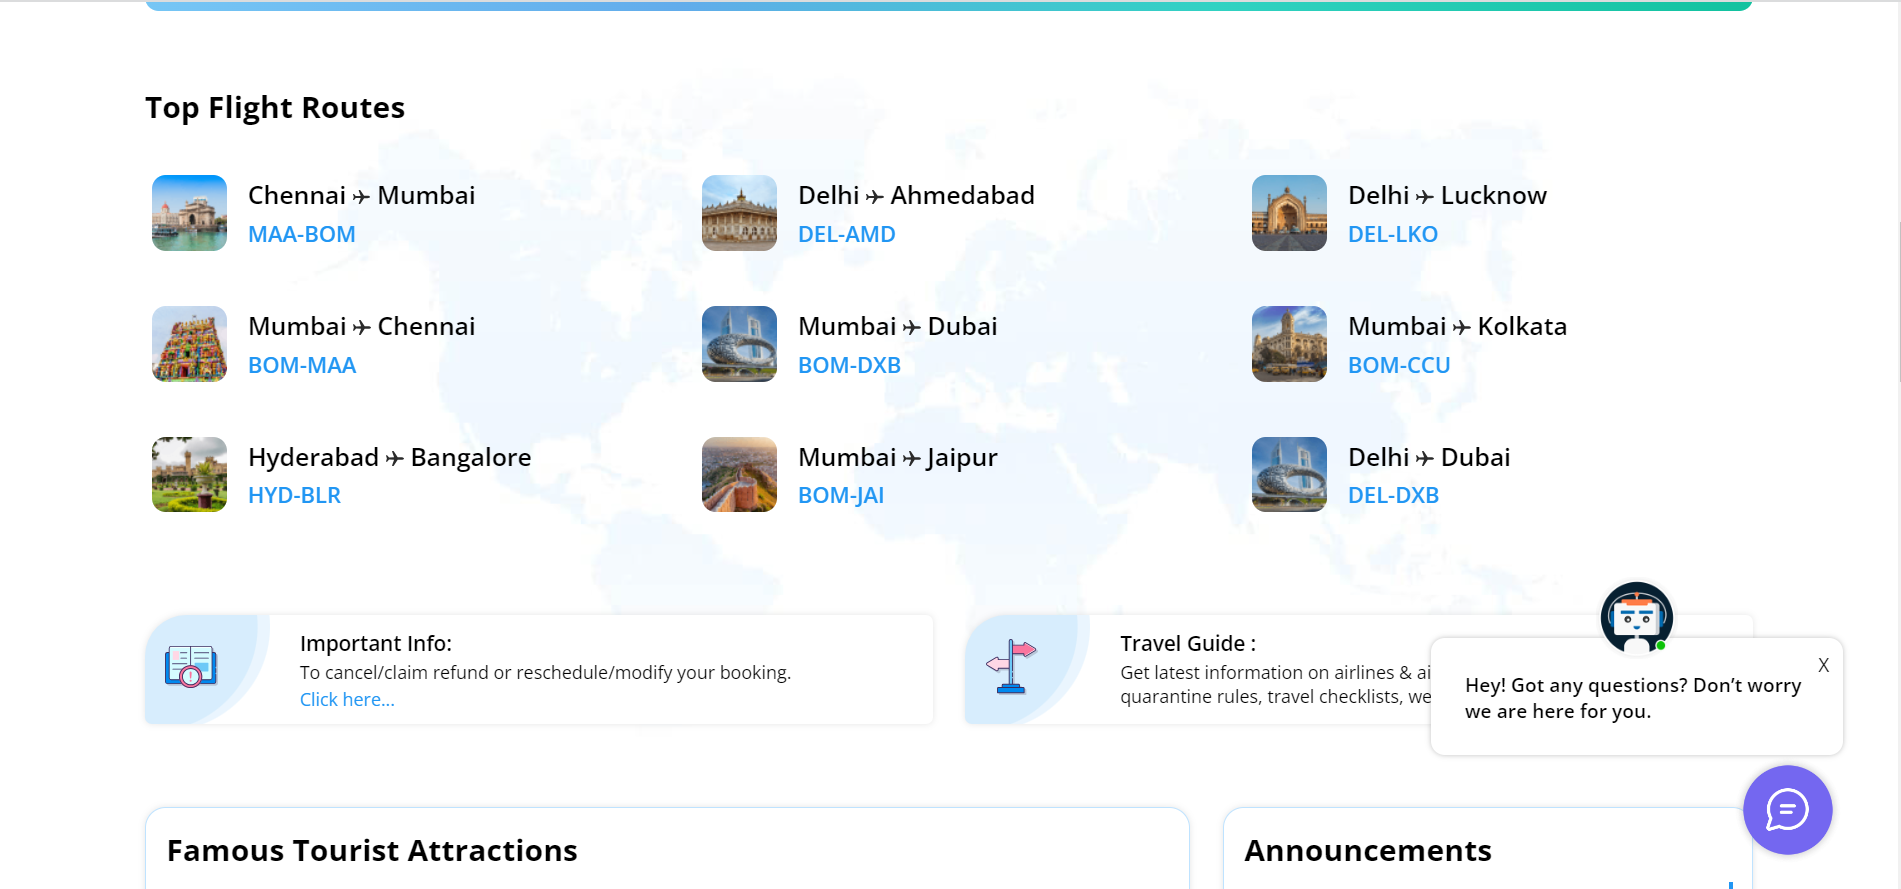 Top Flight Routes
Chennai Mumbai
MAA-BOM
Delhi Ahmedabad
DEL-AMD
Delhi Lucknow
DEL-LKO
Mumbai Chennai
BOM-MAA
Mumbai Dubai
BOM-DXB
Mumbai Kolkata
BOM-CCU
Hyderabad Bangalore
HYD-BLR
Mumbai Jaipur
BOM-JAI
Delhi Dubai
DEL-DXB
Important Info:
To cancel/claim refund or reschedule/modify your booking.
Click here...
Travel Guide :
Get latest information on airlines &
quarantine rules, travel checklists,
X
Hey! Got any questions? Don’t worry
we are here for you.
Famous Tourist Attractions
Announcements